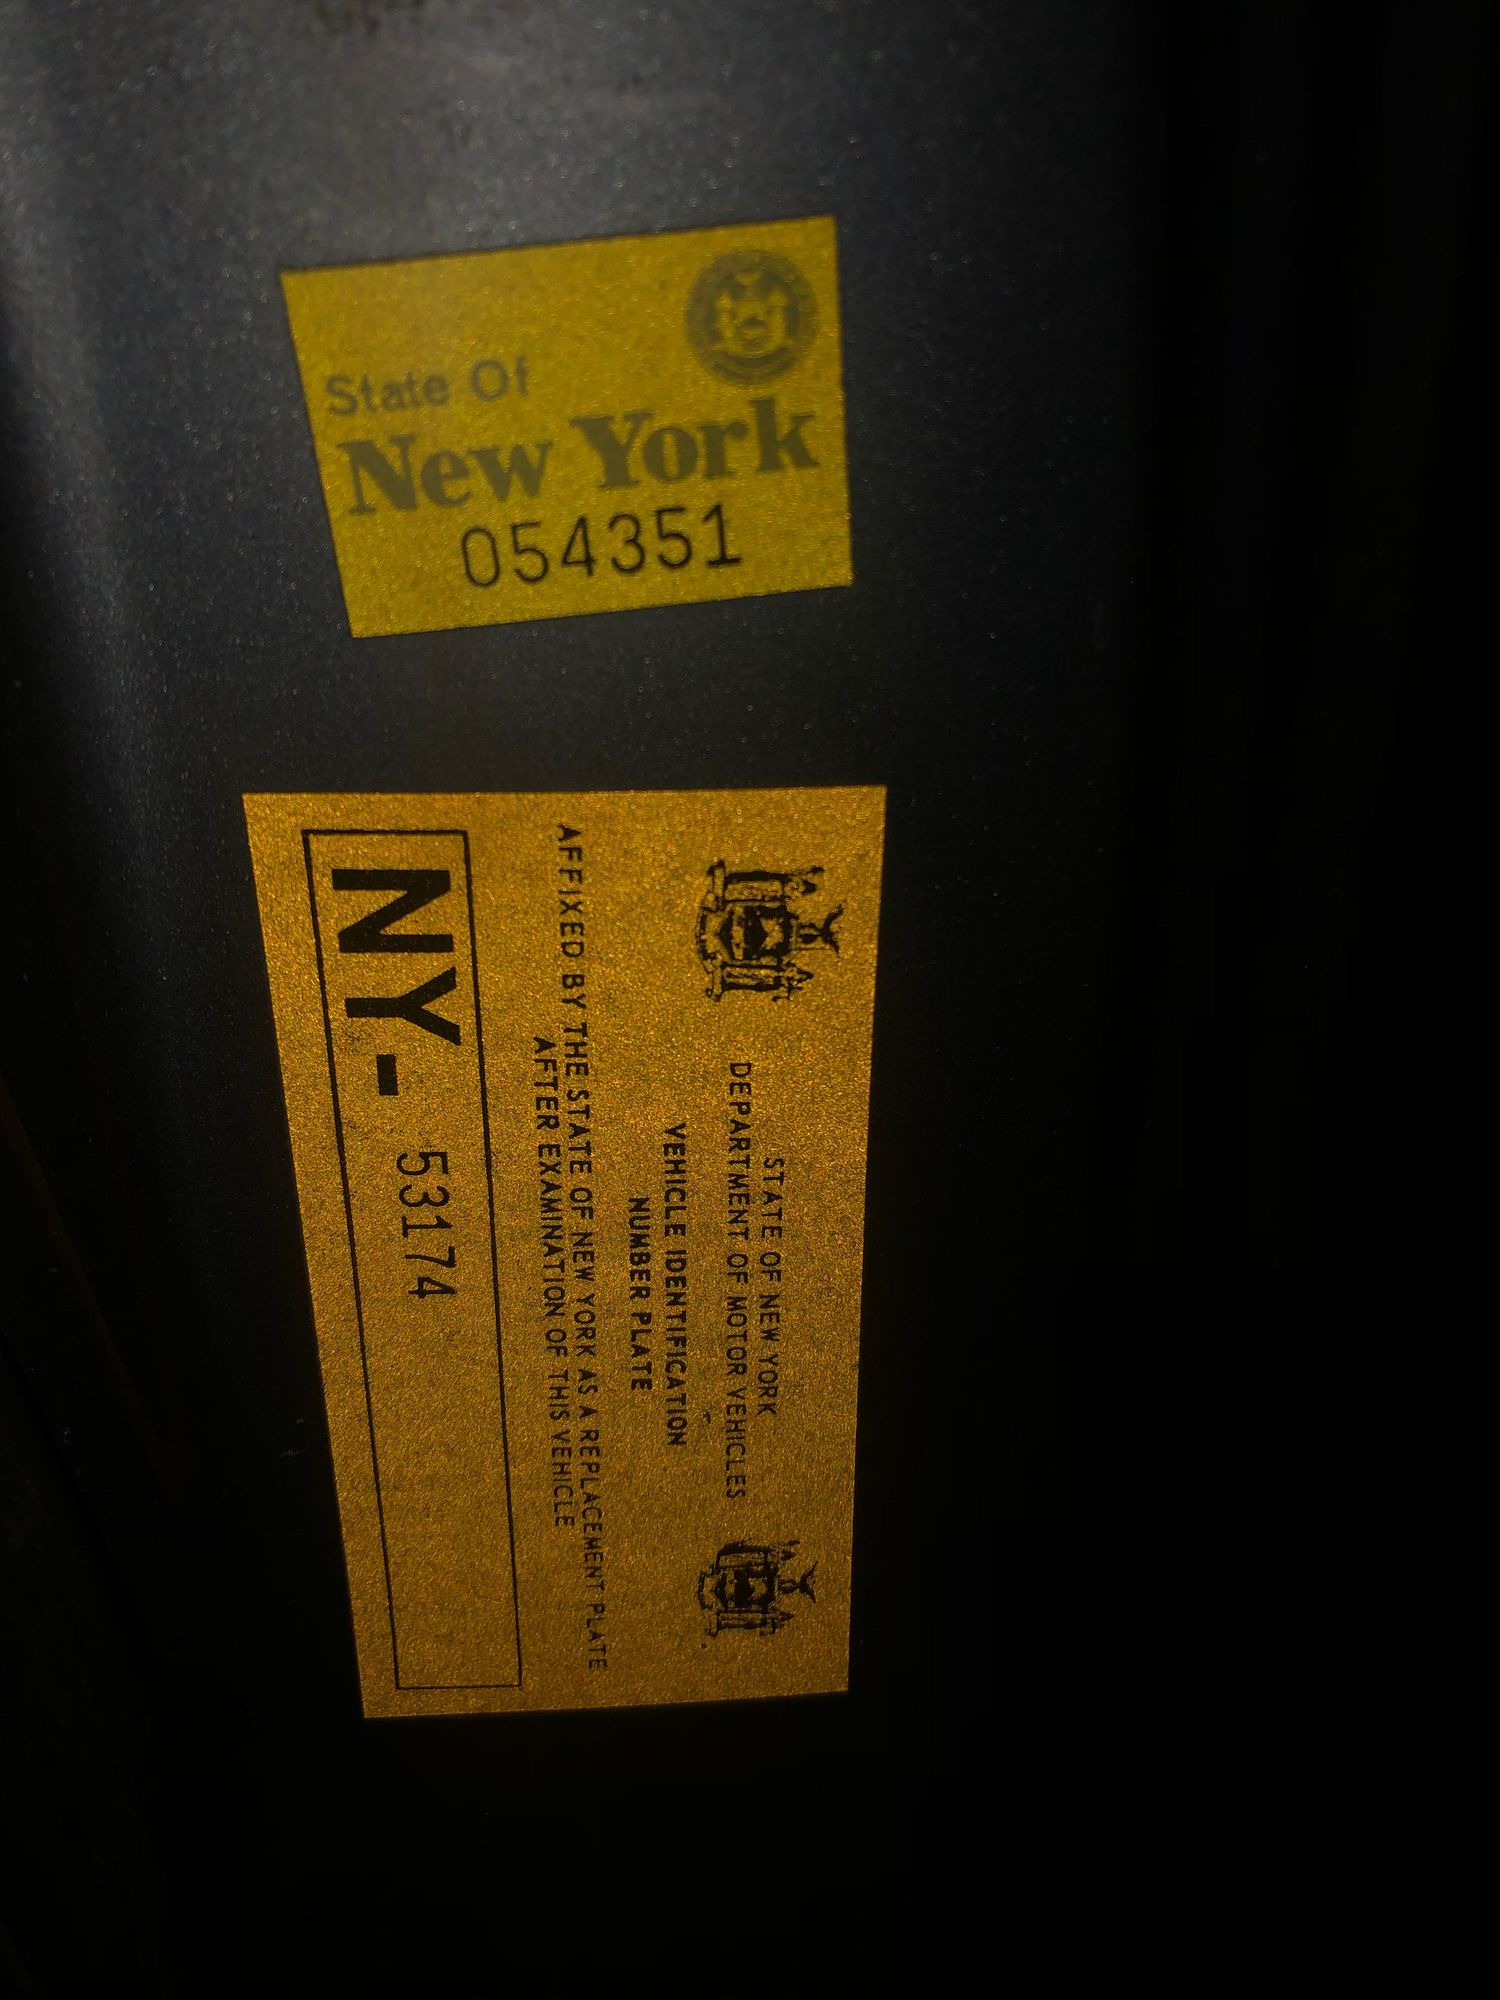 State Of
New York
054351
STATE OF NEW YORK
DEPARTMENT OF MOTOR VEHICLES
VEHICLE IDENTIFICATION
NUMBER PLATE
AFFIXED BY THE STATE OF NEW YORK AS A REPLACEMENT PLATE
AFTER EXAMINATION OF THIS VEHICLE
NY- 53174